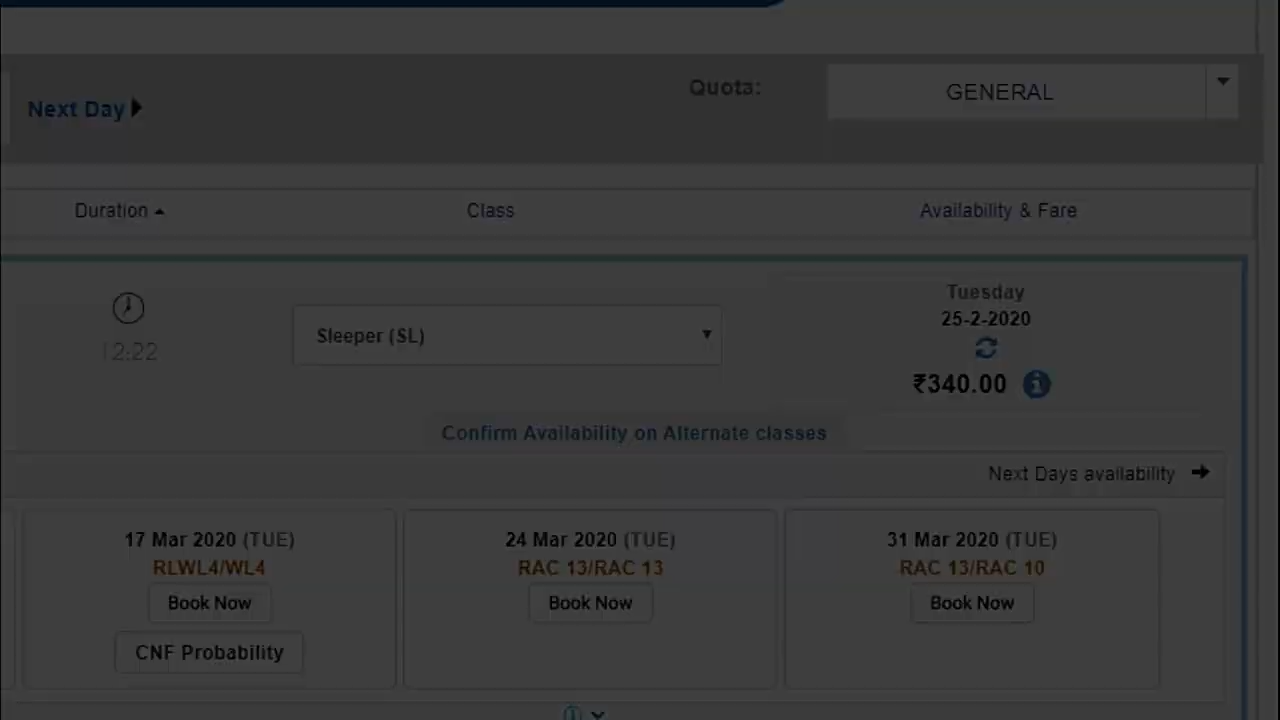 Quota:
GENERAL
Next Day
Duration Class Availability & Fare
Tuesday
25-2-2020
12:22
Sleeper (SL)
₹340.00
Confirm Availability on Alternate classes
Next Days availability
17 Mar 2020 (TUE)
RLWL4/WL4
Book Now
CNF Probability
24 Mar 2020 (TUE)
RAC 13/RAC 13
Book Now
31 Mar 2020 (TUE)
RAC 13/RAC 10
Book Now